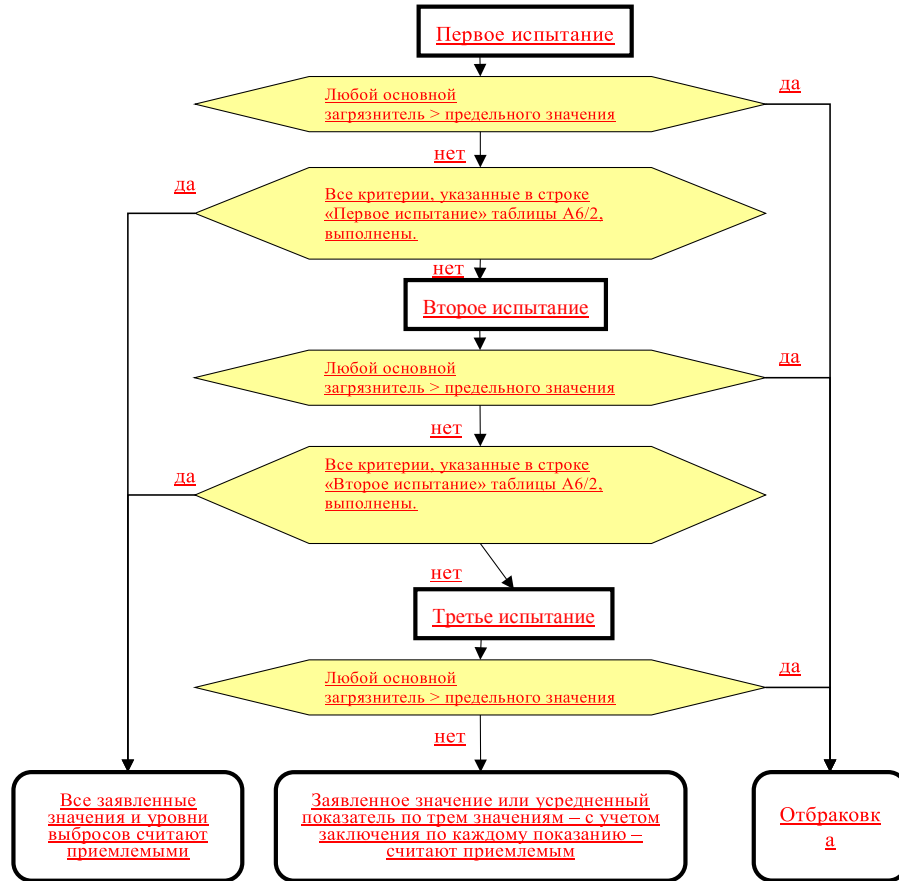 Первое испытание
да
Любой основной
загрязнитель > предельного значения
нет
да
Все критерии, указанные в строке
«Первое испытание» таблицы А6/2,
выполнены.
нет
Второе испытание
да
Любой основной
загрязнитель > предельного значения
нет
да
Все критерии, указанные в строке
«Второе испытание» таблицы А6/2,
выполнены.
нет
Третье испытание
да
Любой основной
загрязнитель > предельного значения
нет
Все заявленные
значения и уровни
выбросов считают
приемлемыми
Заявленное значение или усредненный
показатель по трем значениям – с учетом
заключения по каждому показанию –
считают приемлемым
Отбраковк
а